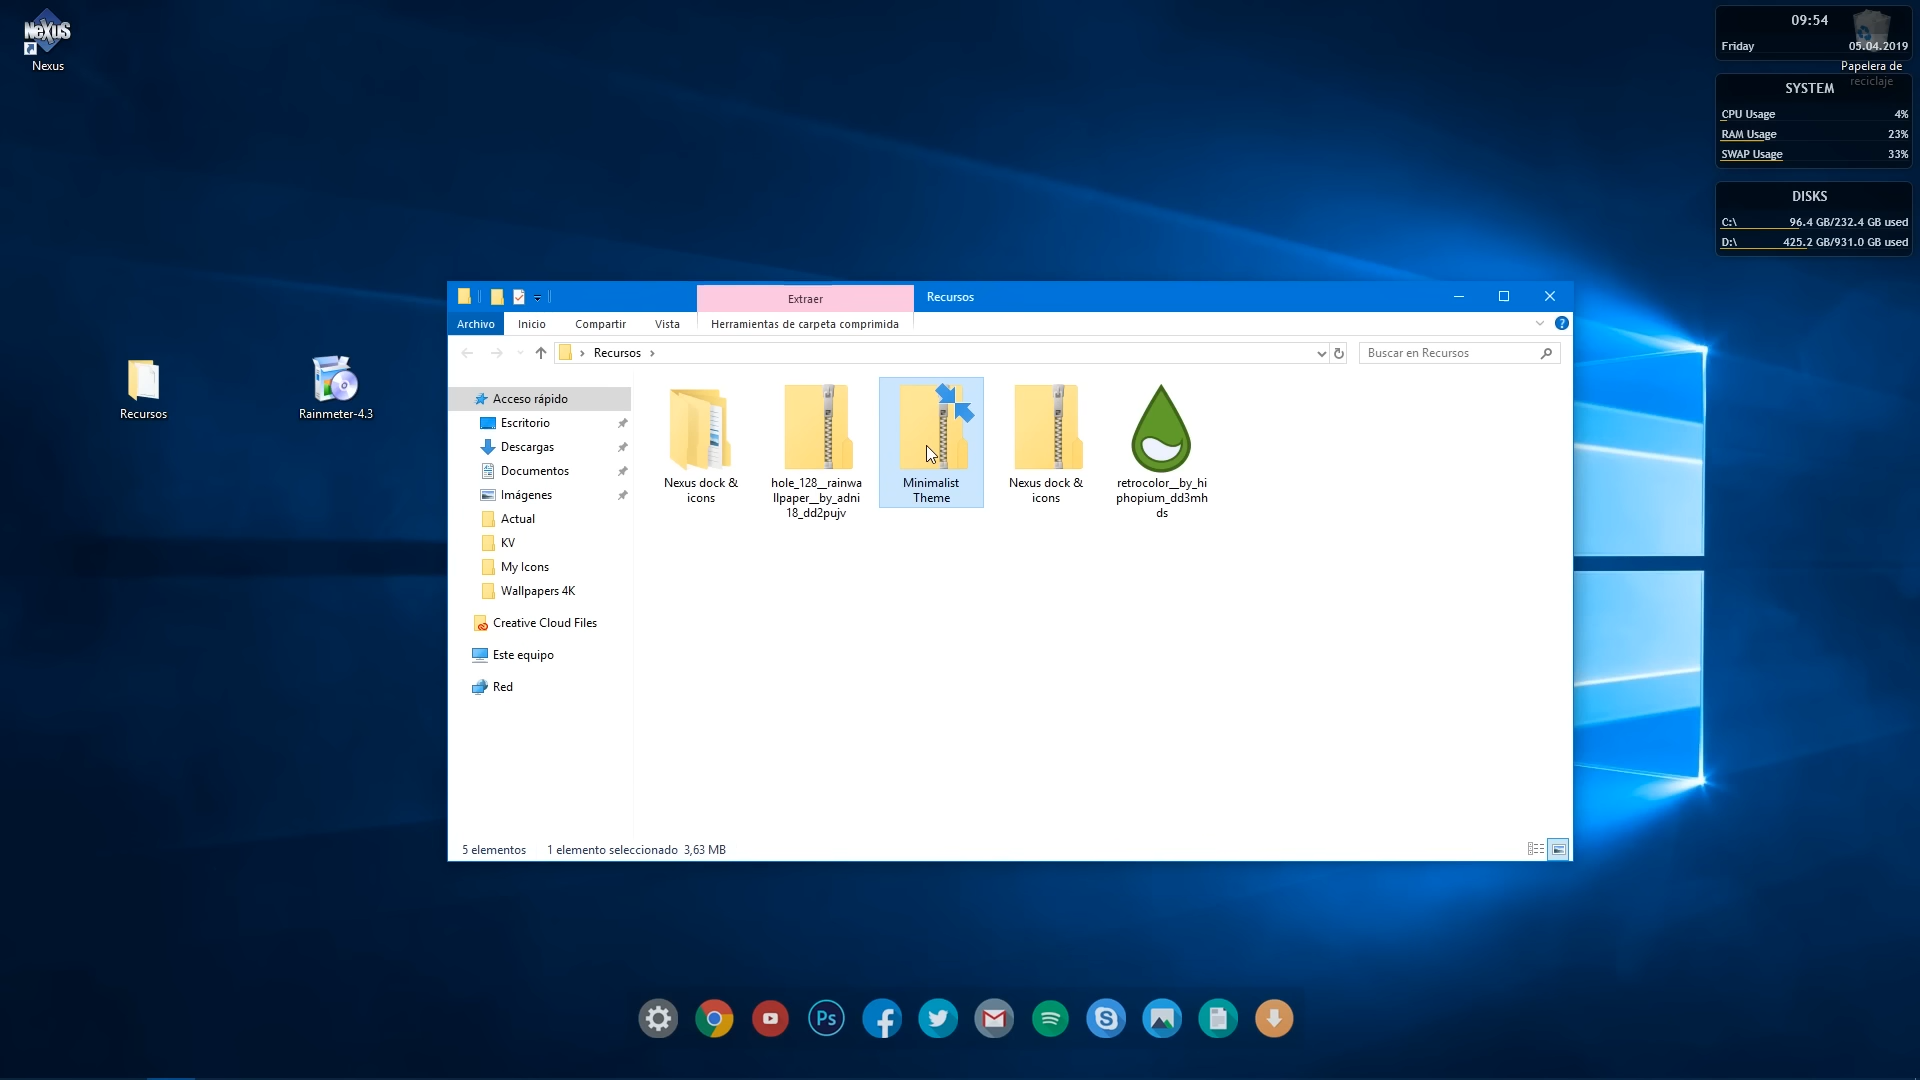 NeXuS
Nexus
09:54
Friday 05.04.2019
Papelera de
reciclaje
SYSTEM
CPU Usage 4%
RAM Usage 23%
SWAP Usage 33%
DISKS
C:\ 96.4 GB/232.4 GB used
D:\ 425.2 GB/931.0 GB used
Extraer Recursos
Archivo Inicio Compartir Vista Herramientas de carpeta comprimida
Recursos
Buscar en Recursos
Recursos
Rainmeter-4.3
Acceso rápido
Escritorio
Descargas
Documentos
Imágenes
Actual
KV
My Icons
Wallpapers 4K
Creative Cloud Files
Este equipo
Red
Nexus dock &
icons
hole_128__rainwa
llpaper__by_adni
18_dd2pujv
Minimalist
Theme
Nexus dock &
icons
retrocolor__by_hi
phopium_dd3mh
ds
5 elementos 1 elemento seleccionado 3,63 MB
Ps